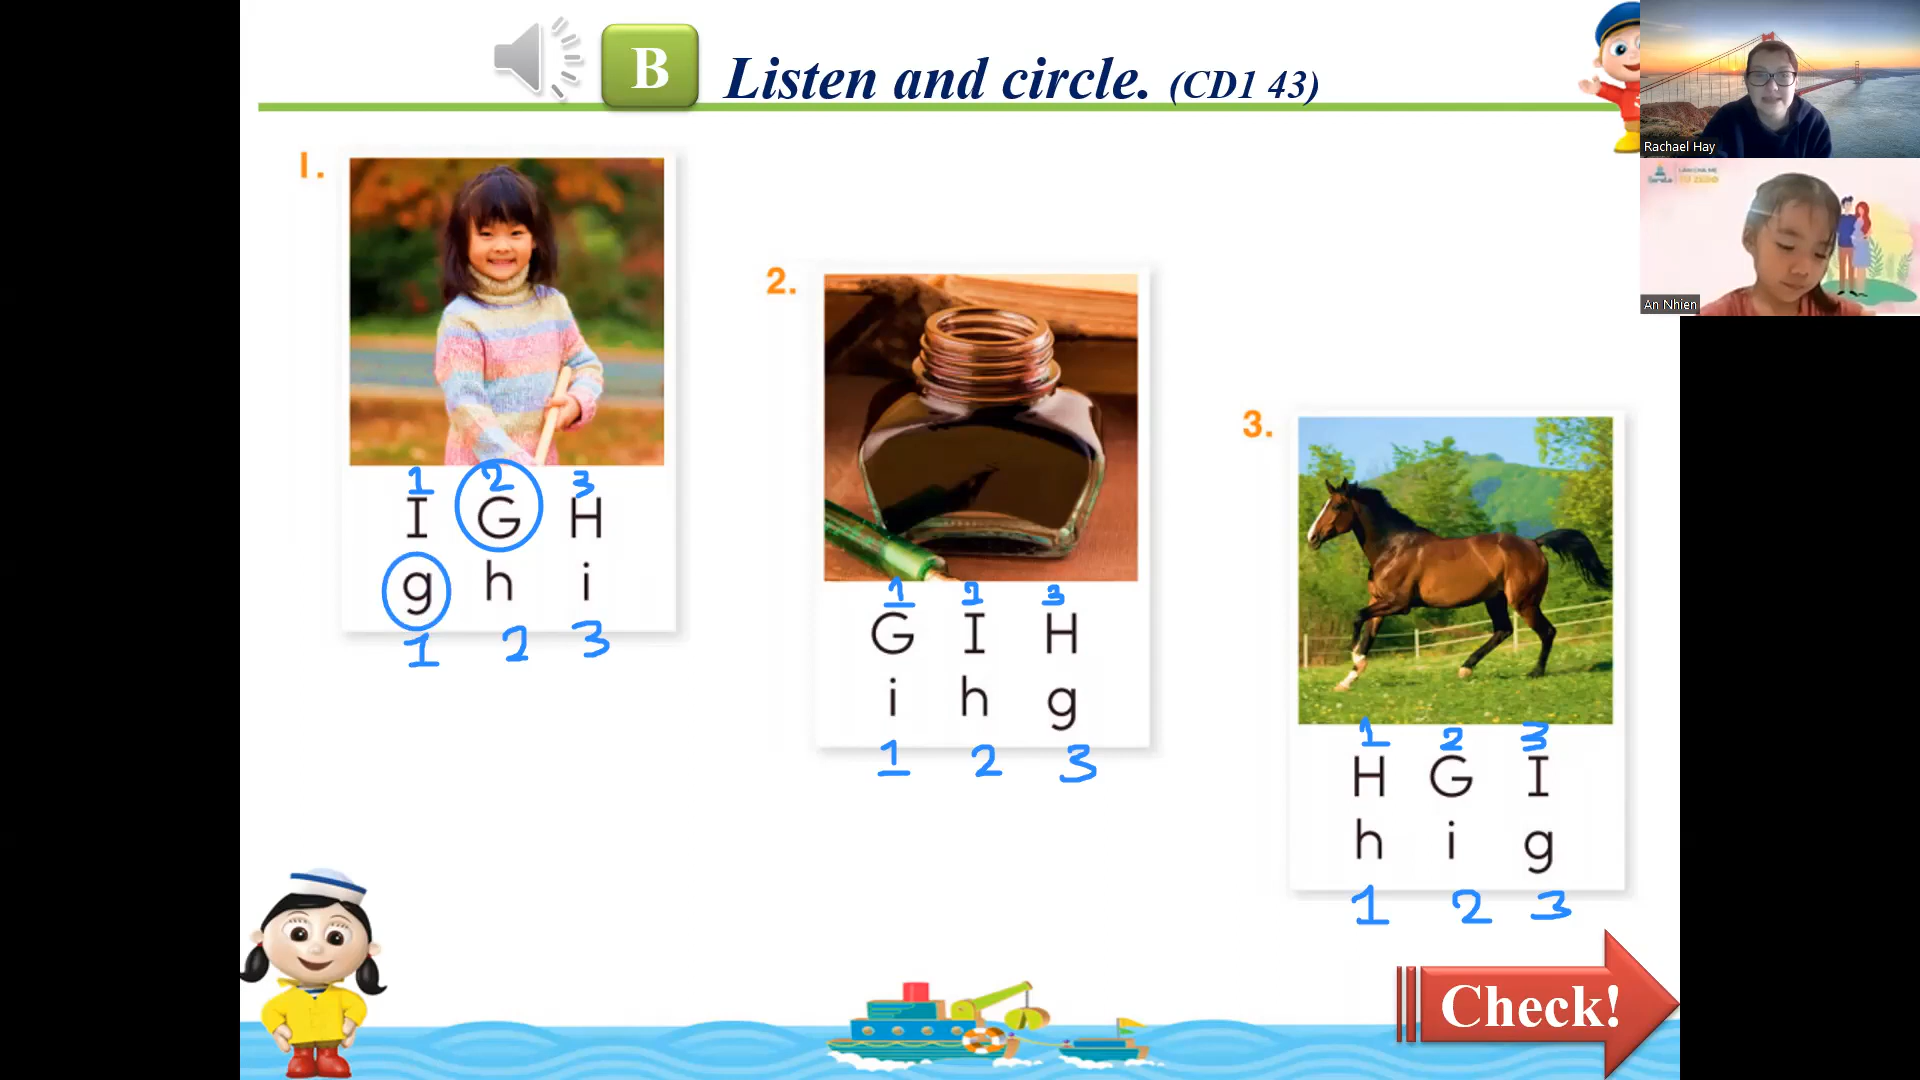 B
Listen and circle. (CD1 43)
Rachael Hay
An Nhien
1.
1 2 3
I G H
g h i
1 2 3
2.
1 2 3
G I H
i h g
1 2 3
3.
1 2 3
H G I
h i g
1 2 3
Check!